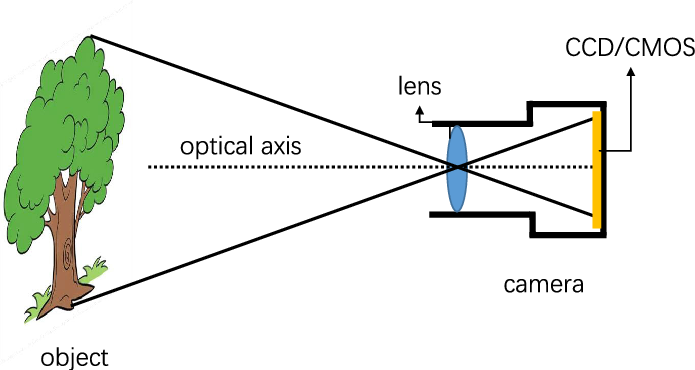 CCD/CMOS
lens
optical axis
camera
object